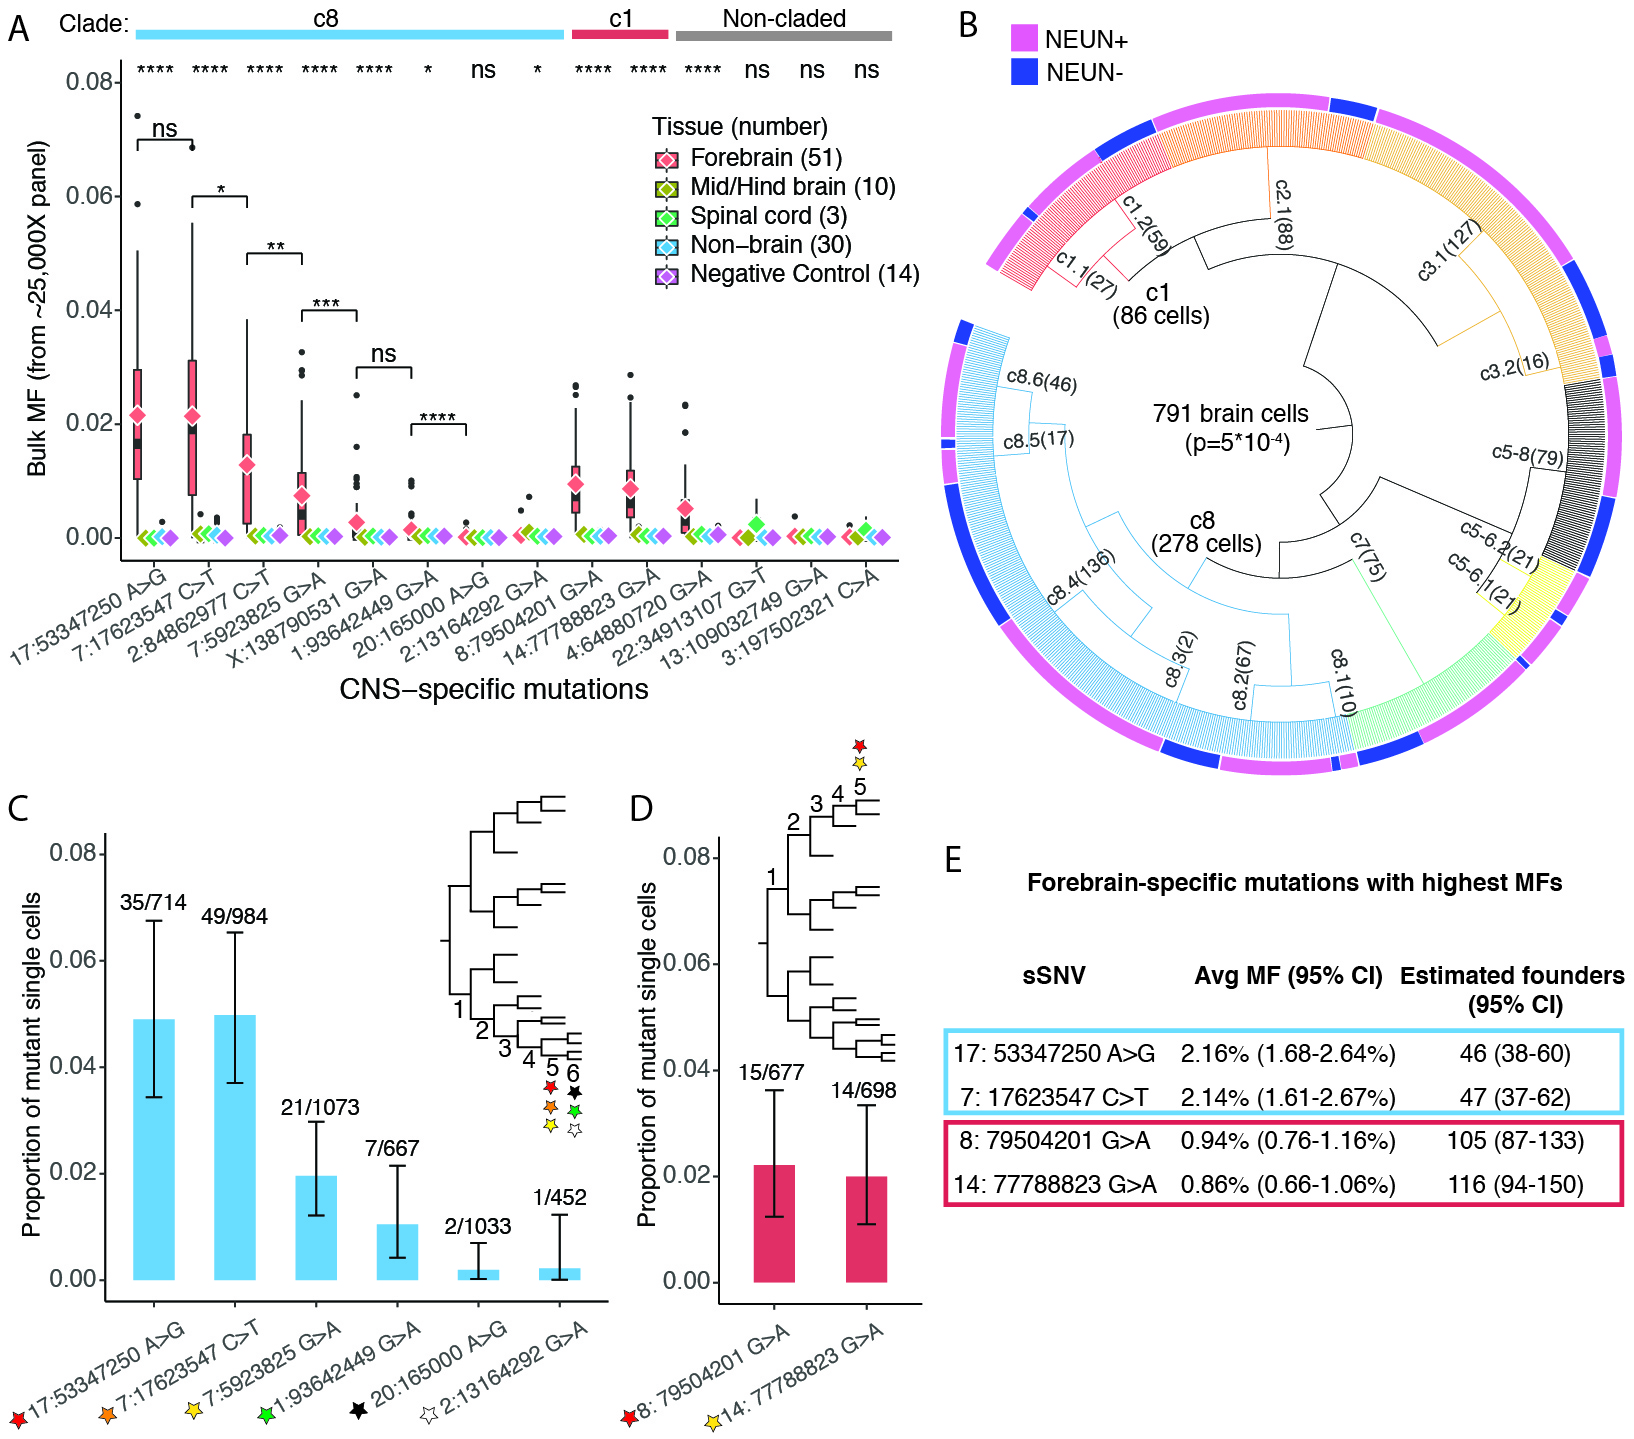 A
Clade:
c8
c1
Non-claded
**** **** **** **** **** * ns * **** **** **** ns ns ns
Bulk MF (from ~25,000X panel)
0.08
0.06
0.04
0.02
0.00
ns
*
**
***
ns
****
Tissue (number)
Forebrain (51)
Mid/Hind brain (10)
Spinal cord (3)
Non−brain (30)
Negative Control (14)
17:53347250 A>G
7:17623547 C>T
2:84862977 C>T
7:5923825 G>A
X:138790531 G>A
1:93642449 G>A
20:165000 A>G
2:13164292 G>A
8:79504201 G>A
14:77788823 G>A
4:64880720 G>A
22:34913107 G>T
13:109032749 G>A
3:197502321 C>A
CNS−specific mutations
B
NEUN+
NEUN-
c1.1(27)
c1.2(59)
c2.1(88)
c3.1(127)
c3.2(16)
c5-8(79)
c5-6.2(21)
c5-6.1(21)
c7(75)
c8.1(10)
c8.2(67)
c8.3(2)
c8.4(136)
c8.5(17)
c8.6(46)
c1
(86 cells)
791 brain cells
(p=5*10-4)
c8
(278 cells)
C
Proportion of mutant single cells
0.08
0.06
0.04
0.02
0.00
35/714
49/984
21/1073
7/667
2/1033
1/452
1
2
3
4
5
6
17:53347250 A>G
7:17623547 C>T
7:5923825 G>A
1:93642449 G>A
20:165000 A>G
2:13164292 G>A
D
Proportion of mutant single cells
0.08
0.06
0.04
0.02
0.00
15/677
14/698
1
2
3
4
5
8: 79504201 G>A
14: 77788823 G>A
E
Forebrain-specific mutations with highest MFs
sSNV Avg MF (95% CI) Estimated founders
(95% CI)
17: 53347250 A>G 2.16% (1.68-2.64%) 46 (38-60)
7: 17623547 C>T 2.14% (1.61-2.67%) 47 (37-62)
8: 79504201 G>A 0.94% (0.76-1.16%) 105 (87-133)
14: 77788823 G>A 0.86% (0.66-1.06%) 116 (94-150)